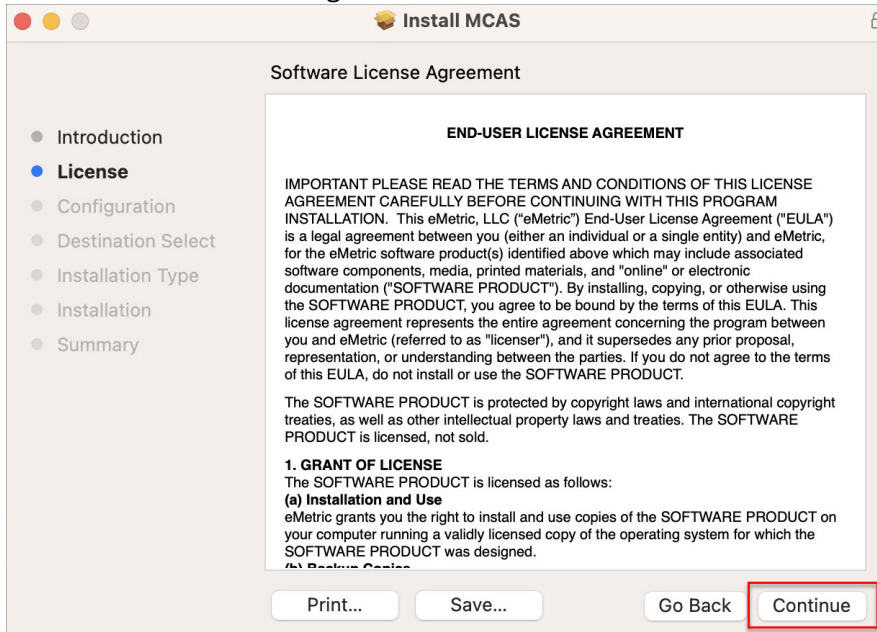 Install MCAS
Software License Agreement
Introduction
License
Configuration
Destination Select
Installation Type
Installation
Summary
END-USER LICENSE AGREEMENT
IMPORTANT PLEASE READ THE TERMS AND CONDITIONS OF THIS LICENSE
AGREEMENT CAREFULLY BEFORE CONTINUING WITH THIS PROGRAM
INSTALLATION.  This eMetric, LLC (“eMetric”) End-User License Agreement ("EULA")
is a legal agreement between you (either an individual or a single entity) and eMetric,
for the eMetric software product(s) identified above which may include associated
software components, media, printed materials, and "online" or electronic
documentation ("SOFTWARE PRODUCT"). By installing, copying, or otherwise using
the SOFTWARE PRODUCT, you agree to be bound by the terms of this EULA. This
license agreement represents the entire agreement concerning the program between
you and eMetric (referred to as "licenser"), and it supersedes any prior proposal,
representation, or understanding between the parties. If you do not agree to the terms
of this EULA, do not install or use the SOFTWARE PRODUCT.
The SOFTWARE PRODUCT is protected by copyright laws and international copyright
treaties, as well as other intellectual property laws and treaties. The SOFTWARE
PRODUCT is licensed, not sold.
1. GRANT OF LICENSE
The SOFTWARE PRODUCT is licensed as follows:
(a) Installation and Use
eMetric grants you the right to install and use copies of the SOFTWARE PRODUCT on
your computer running a validly licensed copy of the operating system for which the
SOFTWARE PRODUCT was designed.
(b) Backup Copies
Print...
Save...
Go Back
Continue